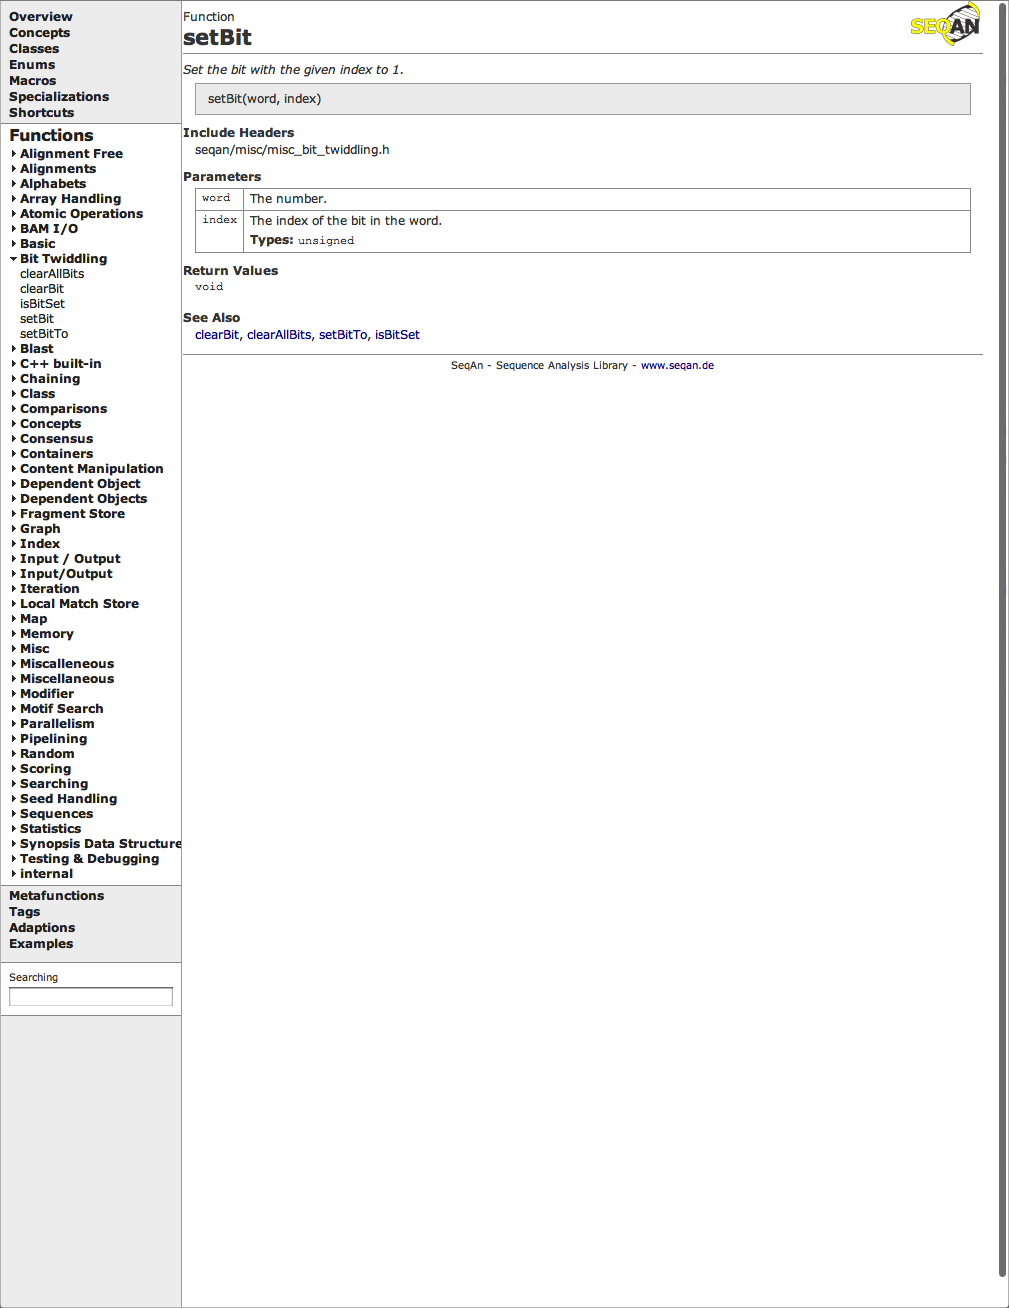 Overview
Concepts
Classes
Enums
Macros
Specializations
Shortcuts
Functions
Alignment Free
Alignments
Alphabets
Array Handling
Atomic Operations
BAM I/O
Basic
Bit Twiddling
clearAllBits
clearBit
isBitSet
setBit
setBitTo
Blast
C++ built-in
Chaining
Class
Comparisons
Concepts
Consensus
Containers
Content Manipulation
Dependent Object
Dependent Objects
Fragment Store
Graph
Index
Input / Output
Input/Output
Iteration
Local Match Store
Map
Memory
Misc
Miscalleneous
Miscellaneous
Modifier
Motif Search
Parallelism
Pipelining
Random
Scoring
Searching
Seed Handling
Sequences
Statistics
Synopsis Data Structure
Testing & Debugging
internal
Metafunctions
Tags
Adaptions
Examples
Searching
Function
setBit
SEQAN
Set the bit with the given index to 1.
setBit(word, index)
Include Headers
seqan/misc/misc_bit_twiddling.h
Parameters
word The number.
index The index of the bit in the word.
Types: unsigned
Return Values
void
See Also
clearBit, clearAllBits, setBitTo, isBitSet
SeqAn - Sequence Analysis Library - www.seqan.de